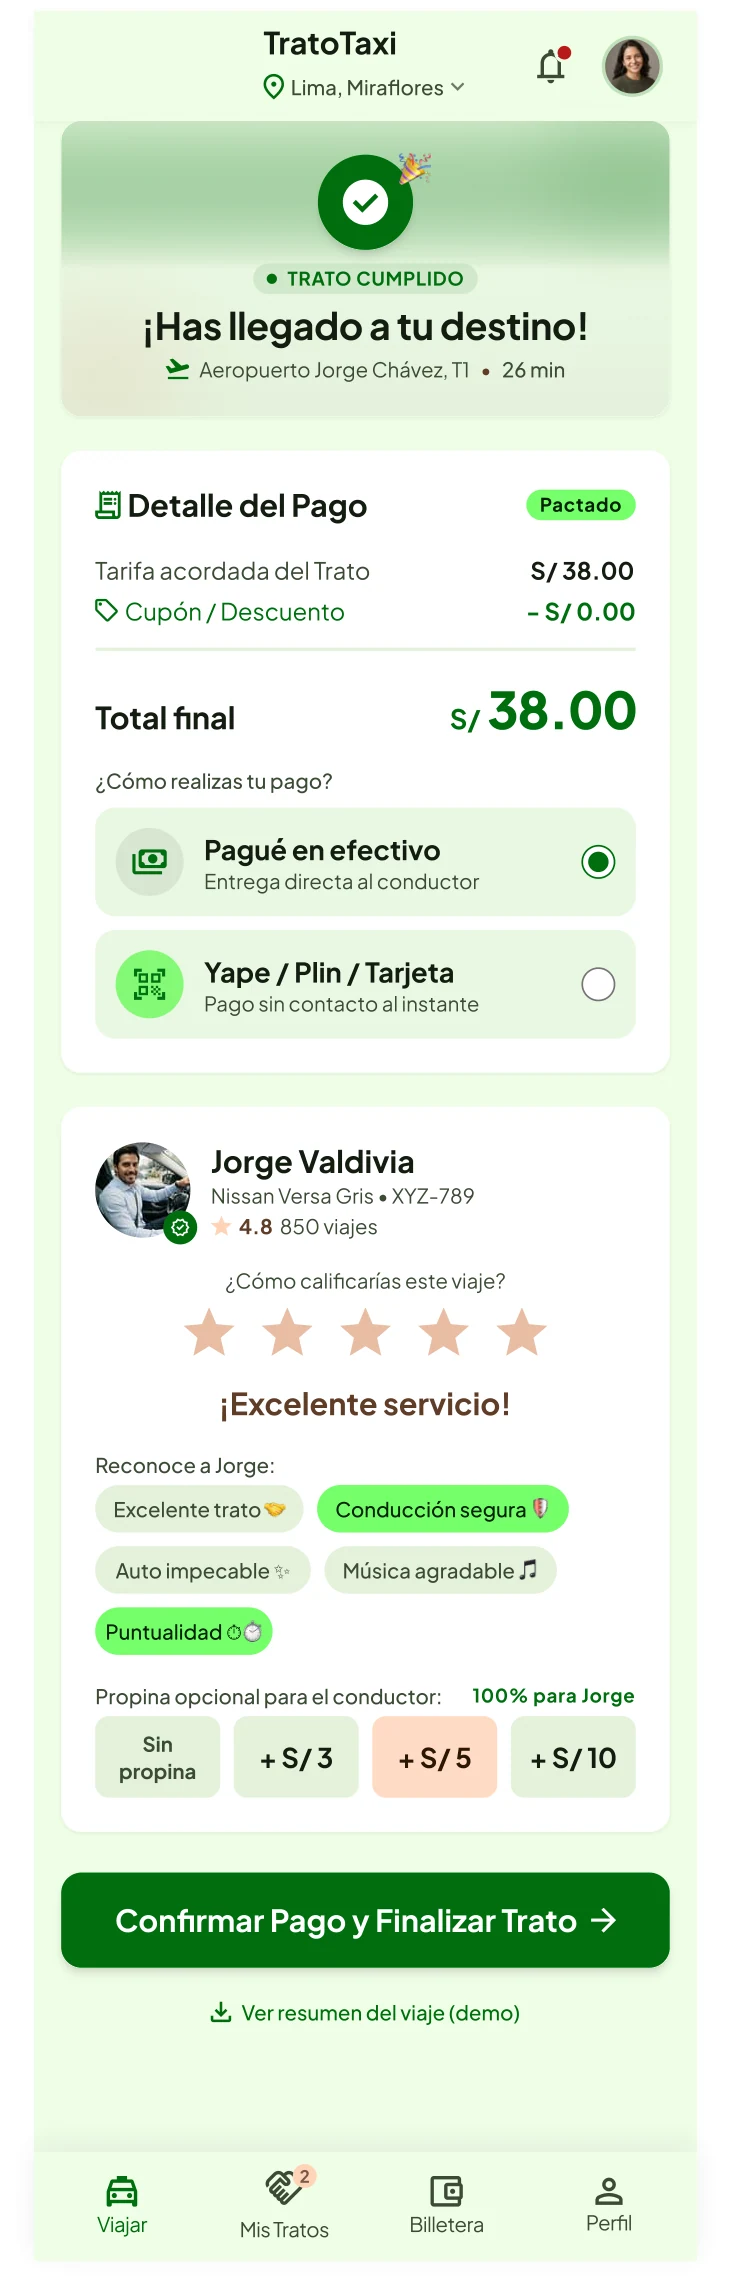 TratoTaxi
Lima, Miraflores
TRATO CUMPLIDO
¡Has llegado a tu destino!
Aeropuerto Jorge Chávez, T1 • 26 min
Detalle del Pago
Pactado
Tarifa acordada del Trato S/ 38.00
Cupón / Descuento - S/ 0.00
Total final S/ 38.00
¿Cómo realizas tu pago?
Pagué en efectivo
Entrega directa al conductor
Yape / Plin / Tarjeta
Pago sin contacto al instante
Jorge Valdivia
Nissan Versa Gris • XYZ-789
4.8 850 viajes
¿Cómo calificarías este viaje?
¡Excelente servicio!
Reconoce a Jorge:
Excelente trato🤝 Conducción segura 🛡️
Auto impecable ✨ Música agradable 🎵
Puntualidad ⏱⏱️
Propina opcional para el conductor: 100% para Jorge
Sin
propina
+ S/ 3
+ S/ 5
+ S/ 10
Confirmar Pago y Finalizar Trato →
Ver resumen del viaje (demo)
2
Viajar
Mis Tratos
Billetera
Perfil